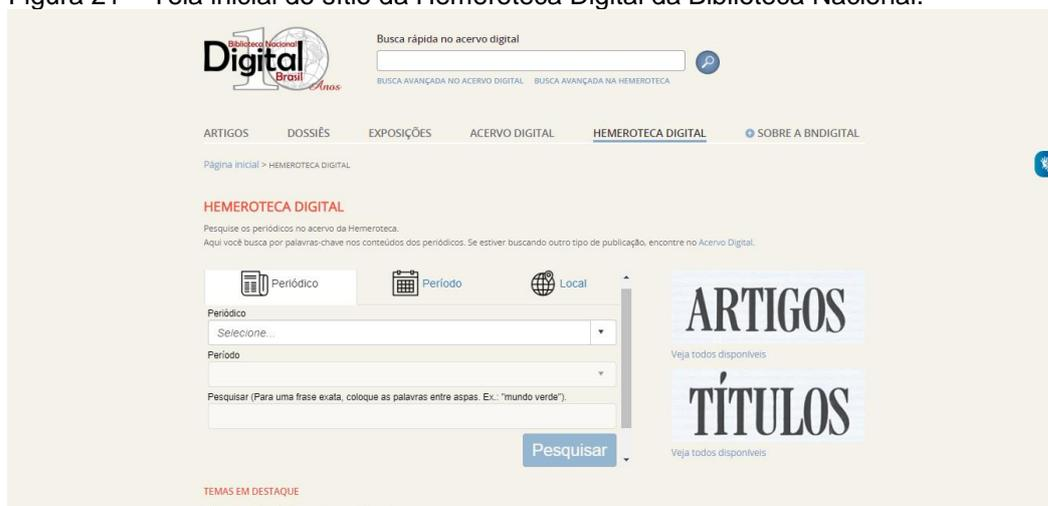 Figura 21 – Tela inicial do sítio da Hemeroteca Digital da Biblioteca Nacional.
Biblioteca Nacional
Digital
Brasil
10
Anos
Busca rápida no acervo digital
BUSCA AVANÇADA NO ACERVO DIGITAL BUSCA AVANÇADA NA HEMEROTECA
ARTIGOS DOSSIÊS EXPOSIÇÕES ACERVO DIGITAL HEMEROTECA DIGITAL SOBRE A BNDIGITAL
Página inicial > HEMEROTECA DIGITAL
HEMEROTECA DIGITAL
Pesquise os periódicos no acervo da Hemeroteca.
Aqui você busca por palavras-chave nos conteúdos dos periódicos. Se estiver buscando outro tipo de publicação, encontre no Acervo Digital.
Periódico Período Local
Periódico
Selecione...
Período
Pesquisar (Para uma frase exata, coloque as palavras entre aspas. Ex.: "mundo verde").
Pesquisar
ARTIGOS
Veja todos disponíveis
TÍTULOS
Veja todos disponíveis
TEMAS EM DESTAQUE